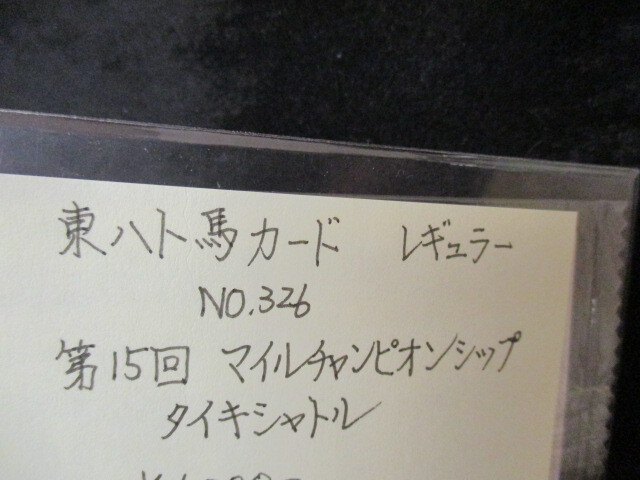 東ハト馬カード レギュラー
NO.326
第15回 マイルチャンピオンシップ
タイキシャトル